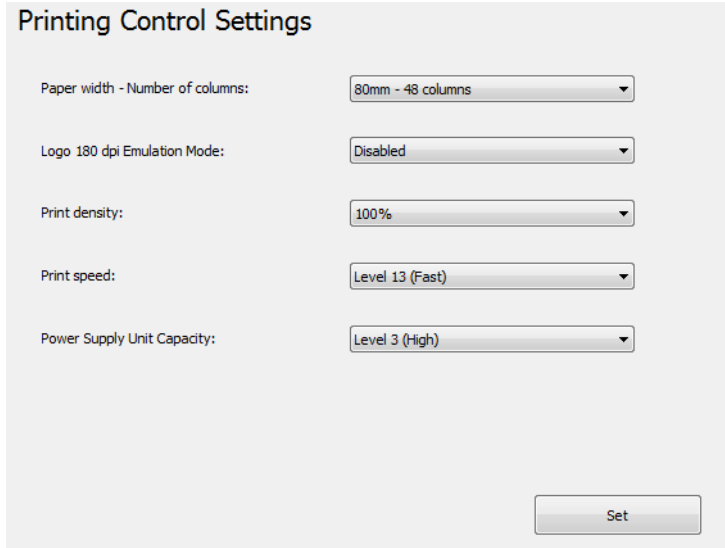 Printing Control Settings
Paper width - Number of columns: 80mm - 48 columns
Logo 180 dpi Emulation Mode: Disabled
Print density: 100%
Print speed: Level 13 (Fast)
Power Supply Unit Capacity: Level 3 (High)
Set